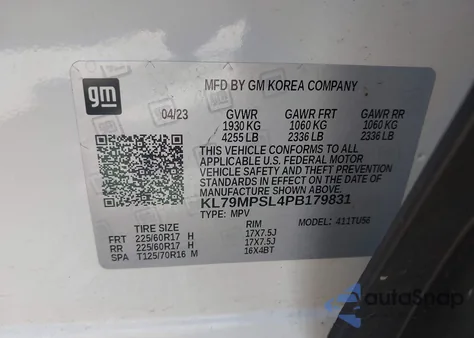 gm
MFD BY GM KOREA COMPANY
04/23 GVWR GAWR FRT GAWR RR
1930 KG 1060 KG 1060 KG
4255 LB 2336 LB 2336 LB
THIS VEHICLE CONFORMS TO ALL
APPLICABLE U.S. FEDERAL MOTOR
VEHICLE SAFETY STANDARDS IN
EFFECT ON THE DATE OF
MANUFACTURE SHOWN ABOVE.
KL79MPSL4PB179831
TYPE: MPV MODEL: 411TU56
TIRE SIZE RIM
FRT 225/60R17 H 17X7.5J
RR 225/60R17 H 17X7.5J
SPA T125/70R16 M 16X4BT
AutoSnap